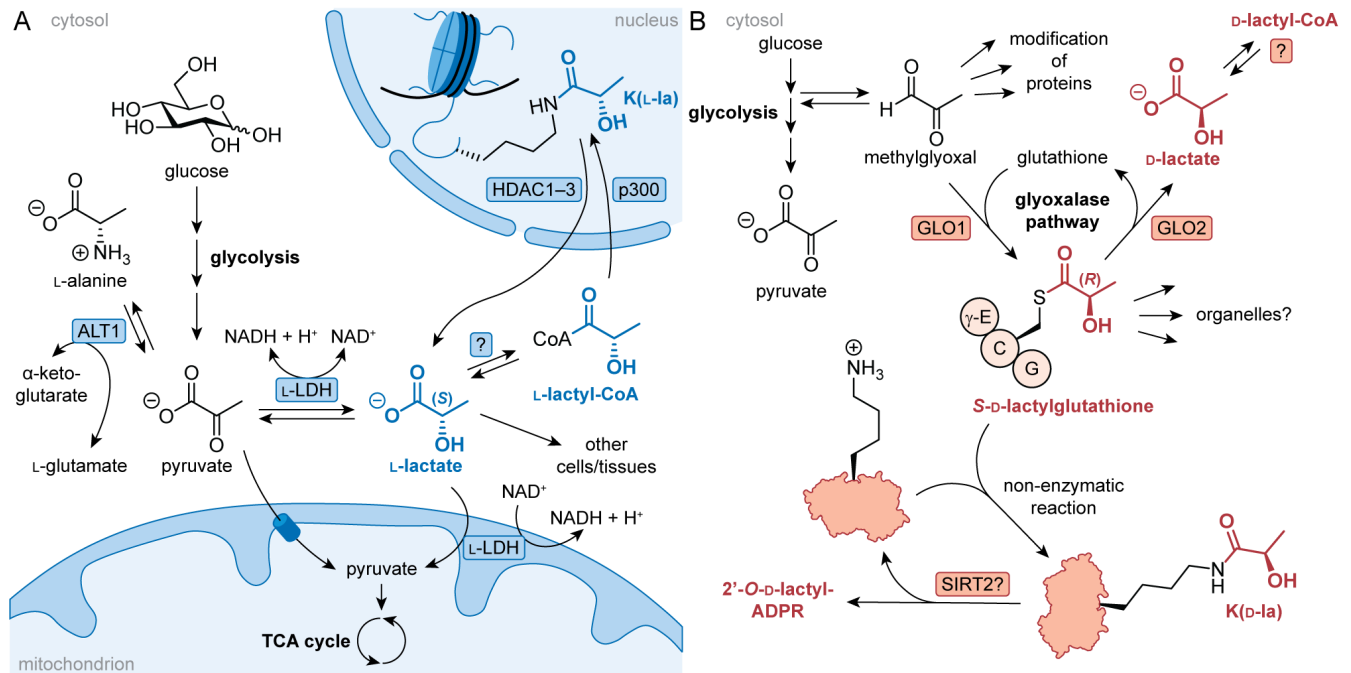 A
cytosol
nucleus
OH
O
HO
HO
OH
OH
glucose
O
HN
OH
K(L-la)
HDAC1–3
p300
⊖
O
O
⊕ NH₃
L-alanine
glycolysis
ALT1
α-keto-
glutarate
L-glutamate
NADH + H⁺
NAD⁺
L-LDH
⊖
O
O
O
pyruvate
?
CoA
O
OH
L-lactyl-CoA
⊖
O
O
(S)
OH
L-lactate
other
cells/tissues
NAD⁺
NADH + H⁺
L-LDH
pyruvate
TCA cycle
mitochondrion
B
cytosol
glucose
glycolysis
⊖
O
O
O
pyruvate
O
H
O
methylglyoxal
modification
of
proteins
D-lactyl-CoA
?
⊖
O
O
OH
D-lactate
glutathione
glyoxalase
pathway
GLO1
GLO2
O
(R)
S
OH
γ-E
C
G
organelles?
S-D-lactylglutathione
⊕
NH₃
non-enzymatic
reaction
O
N
H
OH
K(D-la)
SIRT2?
2'-O-D-lactyl-
ADPR